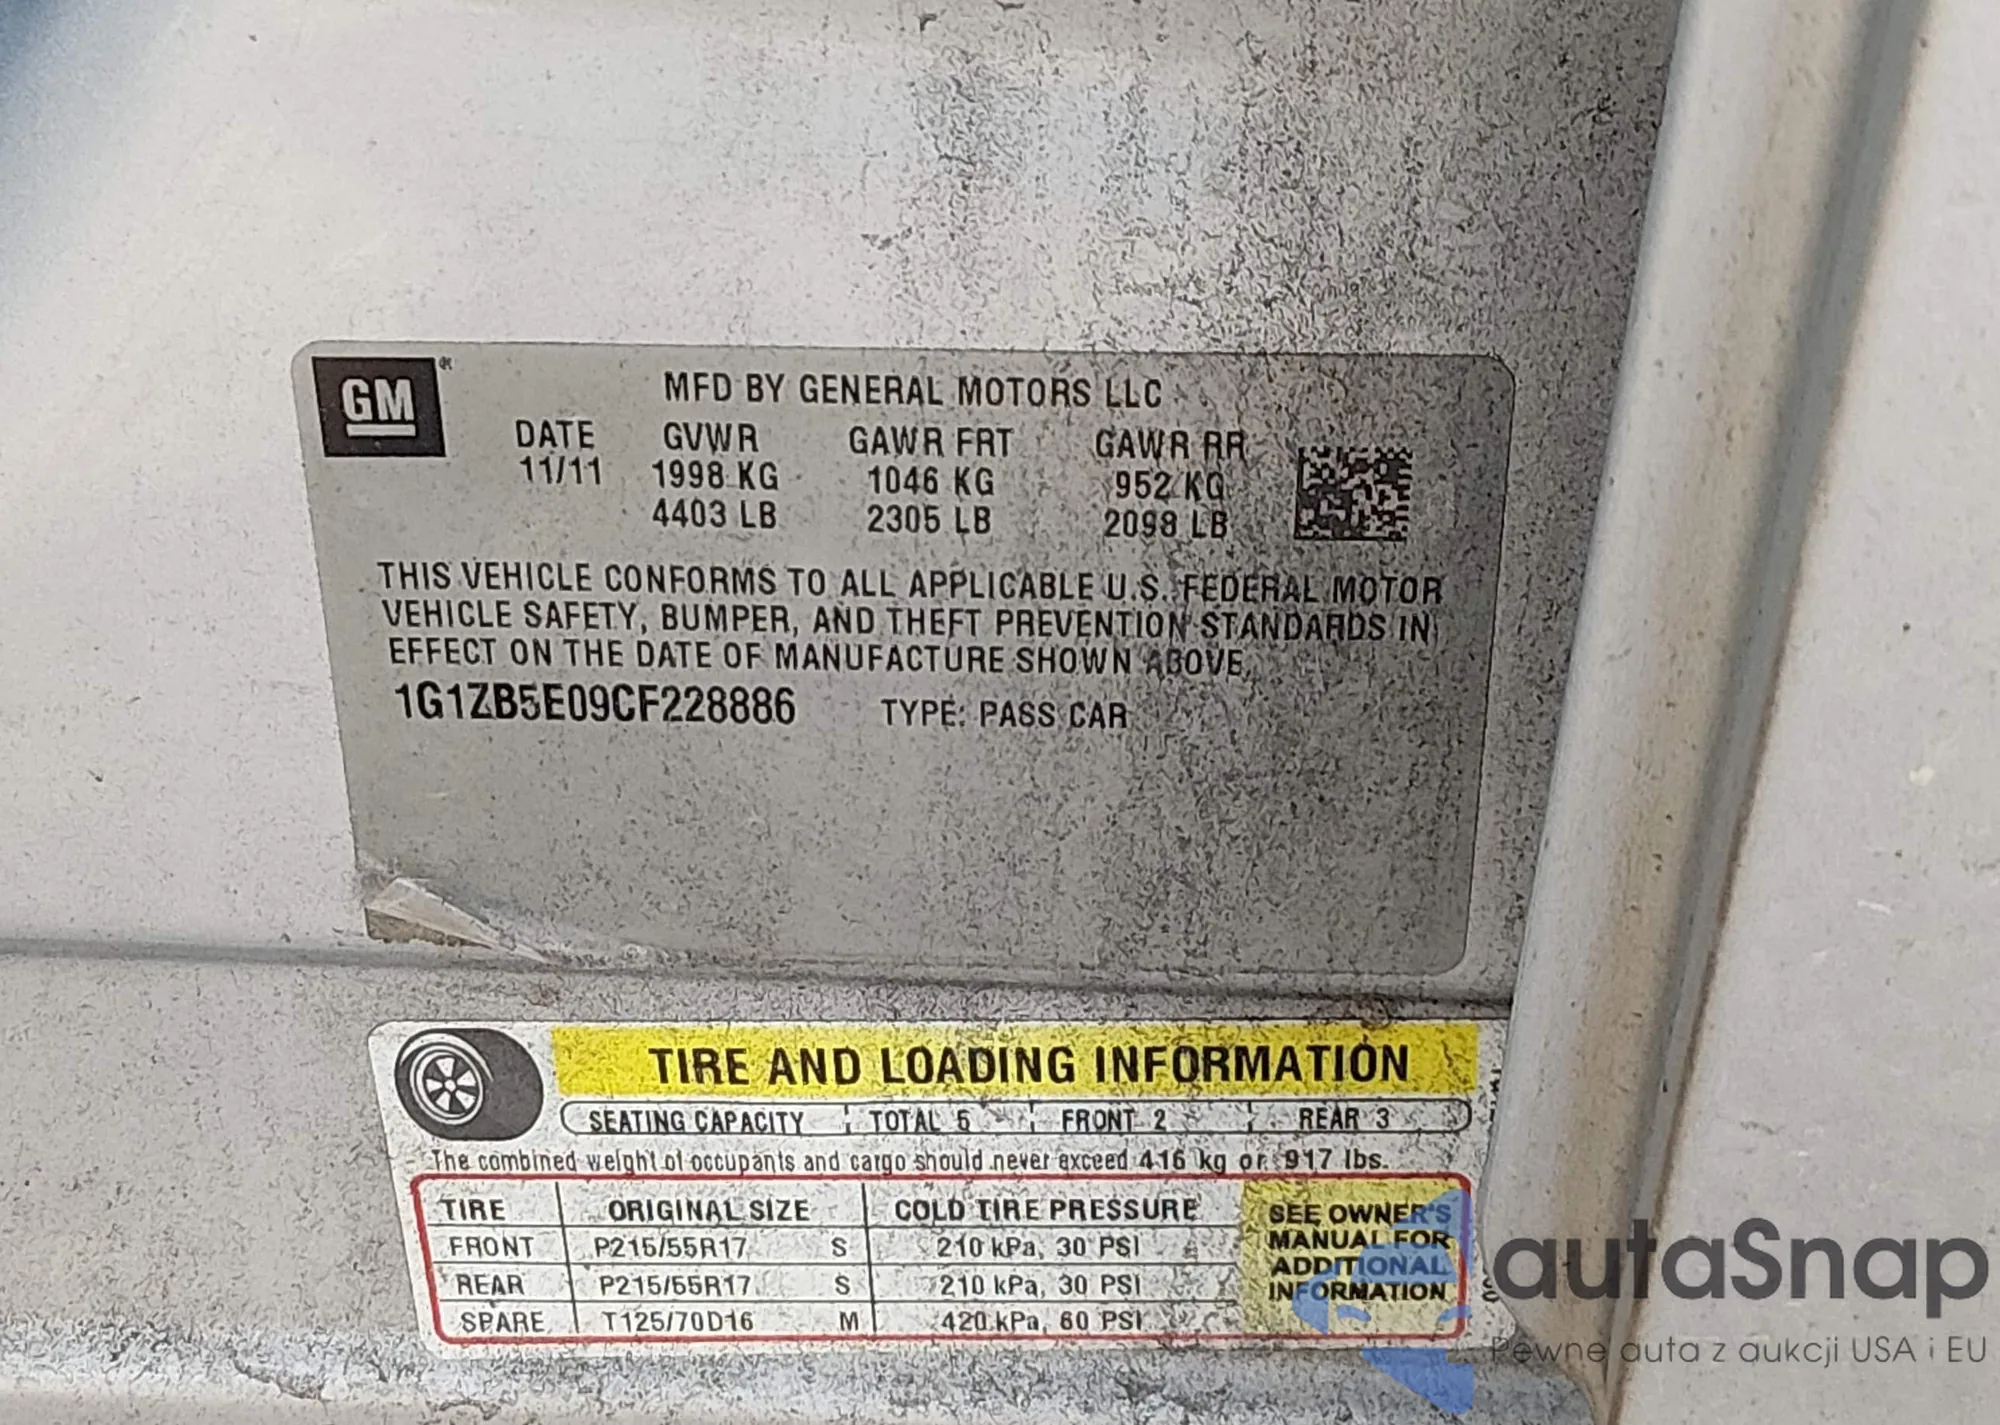 GM ®
MFD BY GENERAL MOTORS LLC
DATE GVWR GAWR FRT GAWR RR
11/11 1998 KG 1046 KG 952 KG
4403 LB 2305 LB 2098 LB
THIS VEHICLE CONFORMS TO ALL APPLICABLE U.S. FEDERAL MOTOR
VEHICLE SAFETY, BUMPER, AND THEFT PREVENTION STANDARDS IN
EFFECT ON THE DATE OF MANUFACTURE SHOWN ABOVE.
1G1ZB5E09CF228886 TYPE: PASS CAR
TIRE AND LOADING INFORMATION
SEATING CAPACITY TOTAL 5 FRONT 2 REAR 3
The combined weight of occupants and cargo should never exceed 416 kg or 917 lbs.
TIRE ORIGINAL SIZE COLD TIRE PRESSURE
FRONT P215/55R17 S 210 kPa, 30 PSI
REAR P215/55R17 S 210 kPa, 30 PSI
SPARE T125/70D16 M 420 kPa, 60 PSI
SEE OWNER'S
MANUAL FOR
ADDITIONAL
INFORMATION
autaSnap
Pewne auta z aukcji USA i EU